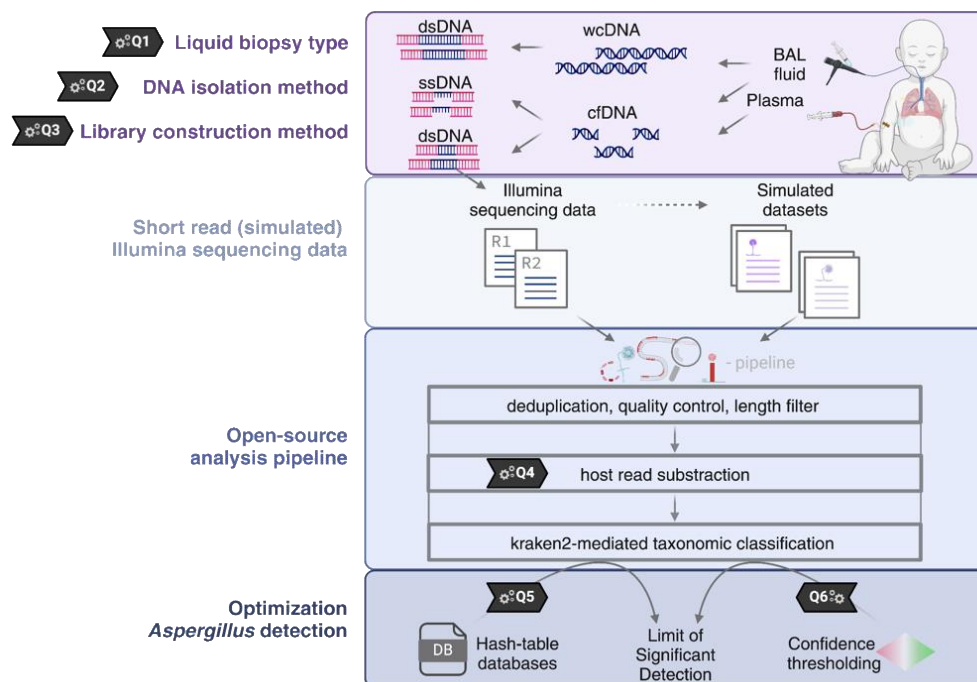 Q1 Liquid biopsy type
Q2 DNA isolation method
Q3 Library construction method
dsDNA
wcDNA
BAL
fluid
ssDNA
Plasma
cfDNA
dsDNA
Short read (simulated)
Illumina sequencing data
Illumina
sequencing data
Simulated
datasets
R1
R2
Open-source
analysis pipeline
cfSPI - pipeline
deduplication, quality control, length filter
Q4 host read substraction
kraken2-mediated taxonomic classification
Optimization
Aspergillus detection
Q5
Q6
DB
Hash-table
databases
Limit of
Significant
Detection
Confidence
thresholding